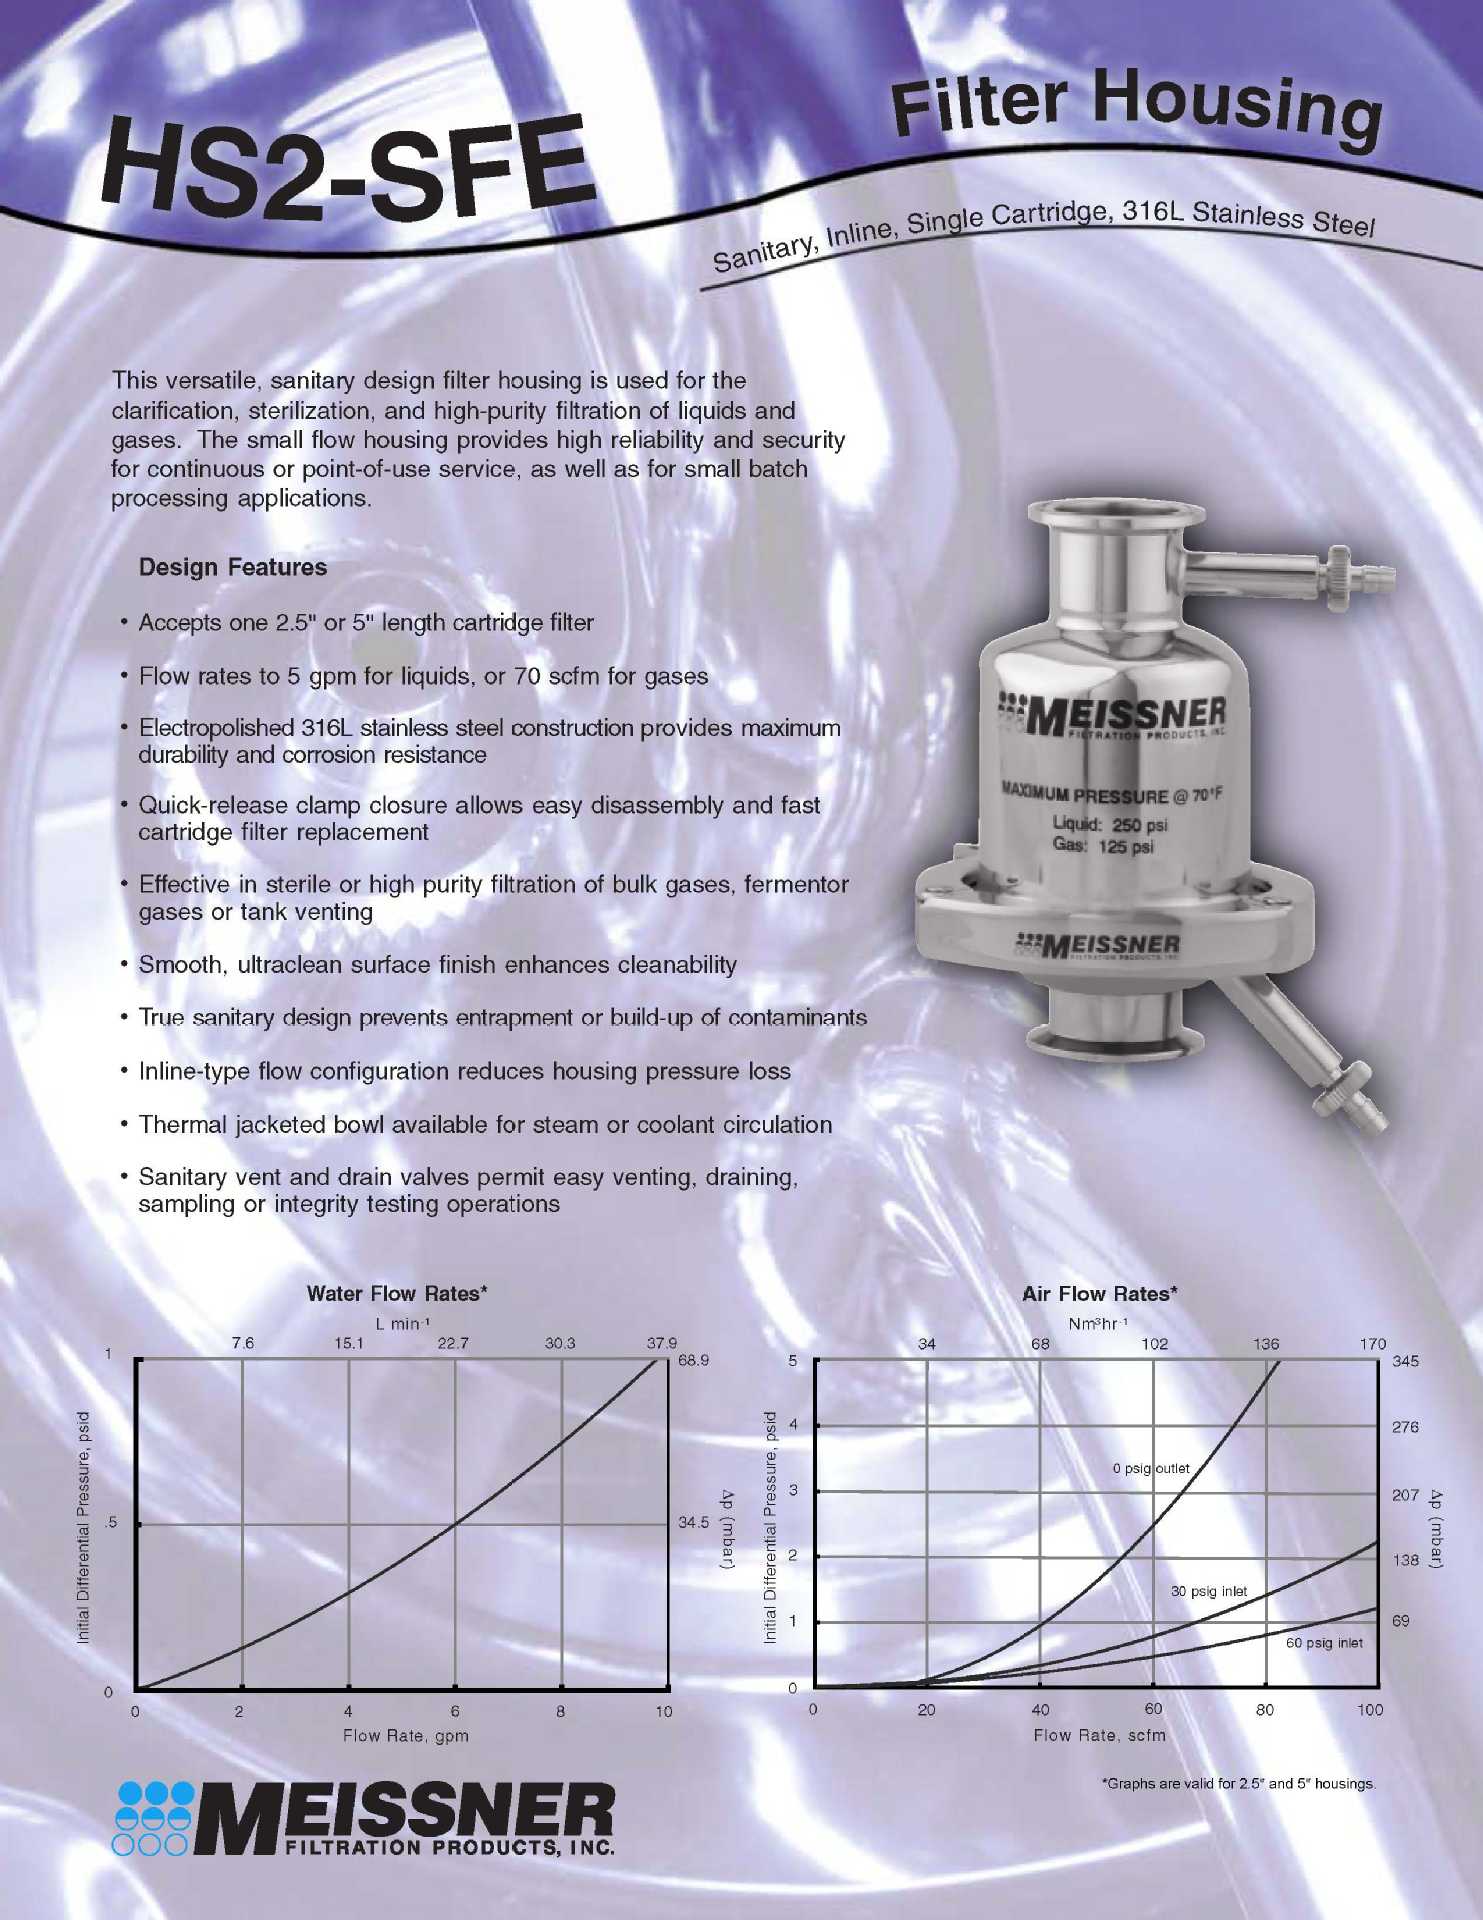 HS2-SFE
Filter Housing
Sanitary, Inline, Single Cartridge, 316L Stainless Steel
This versatile, sanitary design filter housing is used for the
clarification, sterilization, and high-purity filtration of liquids and
gases. The small flow housing provides high reliability and security
for continuous or point-of-use service, as well as for small batch
processing applications.
Design Features
• Accepts one 2.5" or 5" length cartridge filter
• Flow rates to 5 gpm for liquids, or 70 scfm for gases
• Electropolished 316L stainless steel construction provides maximum
durability and corrosion resistance
• Quick-release clamp closure allows easy disassembly and fast
cartridge filter replacement
• Effective in sterile or high purity filtration of bulk gases, fermentor
gases or tank venting
• Smooth, ultraclean surface finish enhances cleanability
• True sanitary design prevents entrapment or build-up of contaminants
• Inline-type flow configuration reduces housing pressure loss
• Thermal jacketed bowl available for steam or coolant circulation
• Sanitary vent and drain valves permit easy venting, draining,
sampling or integrity testing operations
MEISSNER
FILTRATION PRODUCTS, INC.
MAXIMUM PRESSURE @ 70°F
Liquid: 250 psi
Gas: 125 psi
MEISSNER
FILTRATION PRODUCTS, INC.
Water Flow Rates*
L min-1
7.6 15.1 22.7 30.3 37.9
1
68.9
.5
34.5
0
Initial Differential Pressure, psid
Δp (mbar)
0 2 4 6 8 10
Flow Rate, gpm
Air Flow Rates*
Nm³hr-1
34 68 102 136 170
5
345
4
276
0 psig outlet
3
207
2
138
30 psig inlet
1
69
60 psig inlet
0
Initial Differential Pressure, psid
Δp (mbar)
0 20 40 60 80 100
Flow Rate, scfm
*Graphs are valid for 2.5" and 5" housings.
MEISSNER
FILTRATION PRODUCTS, INC.